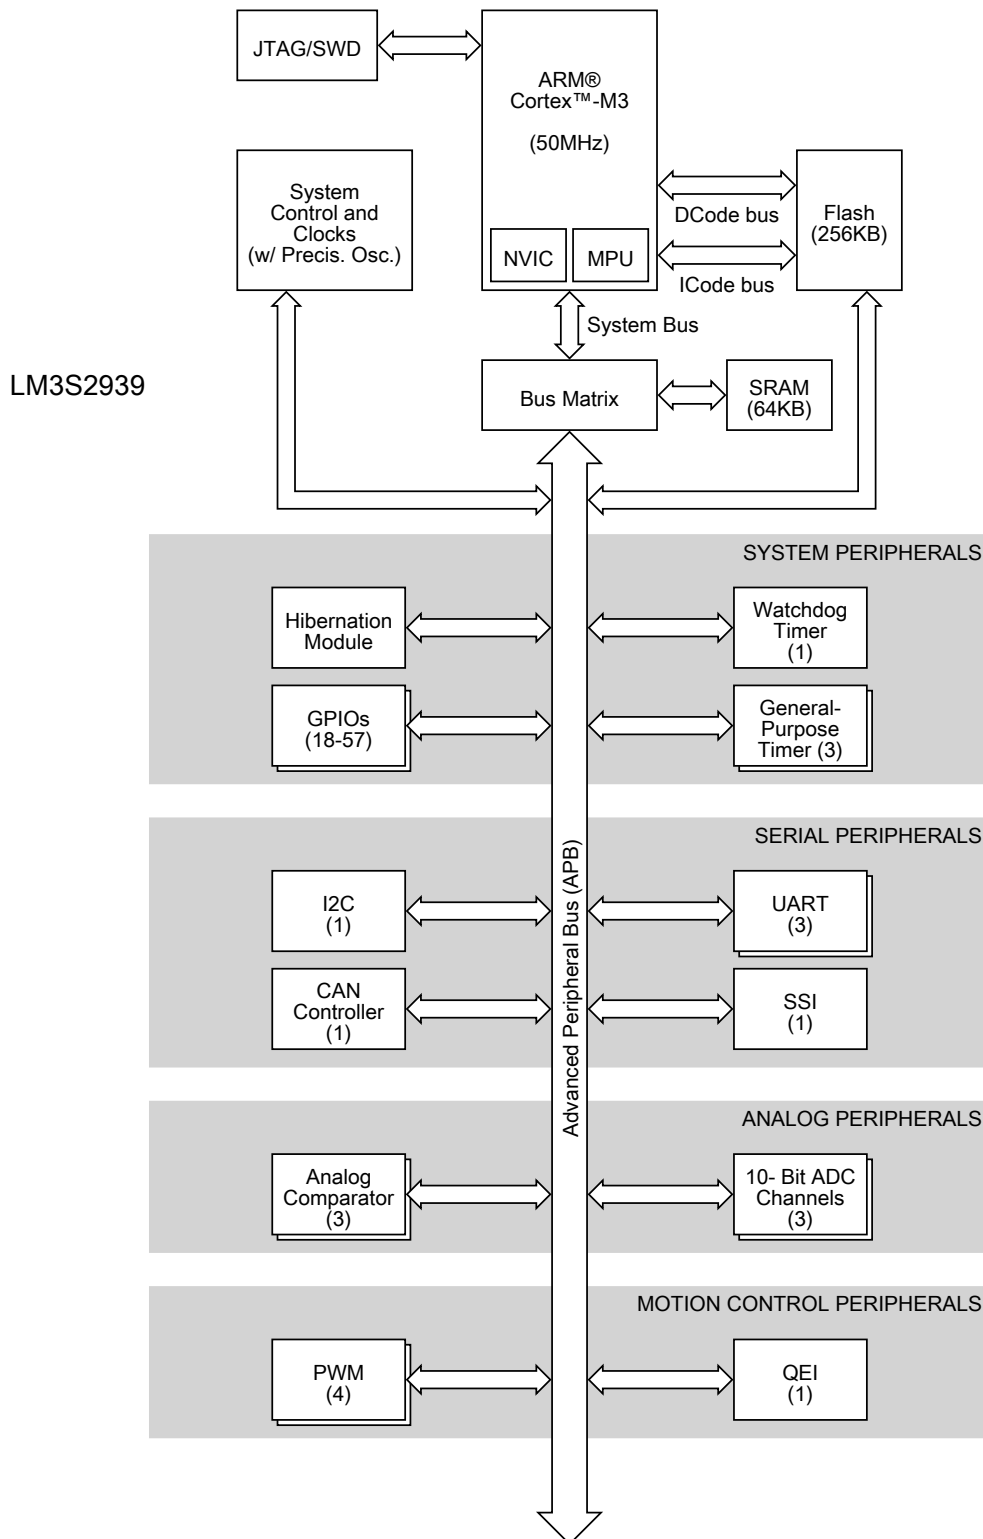 JTAG/SWD
ARM®
Cortex™-M3
(50MHz)
System
Control and
Clocks
(w/ Precis. Osc.)
DCode bus
Flash
(256KB)
NVIC
MPU
ICode bus
System Bus
LM3S2939
Bus Matrix
SRAM
(64KB)
SYSTEM PERIPHERALS
Hibernation
Module
Watchdog
Timer
(1)
GPIOs
(18-57)
General-
Purpose
Timer (3)
Advanced Peripheral Bus (APB)
SERIAL PERIPHERALS
I2C
(1)
UART
(3)
CAN
Controller
(1)
SSI
(1)
ANALOG PERIPHERALS
Analog
Comparator
(3)
10- Bit ADC
Channels
(3)
MOTION CONTROL PERIPHERALS
PWM
(4)
QEI
(1)